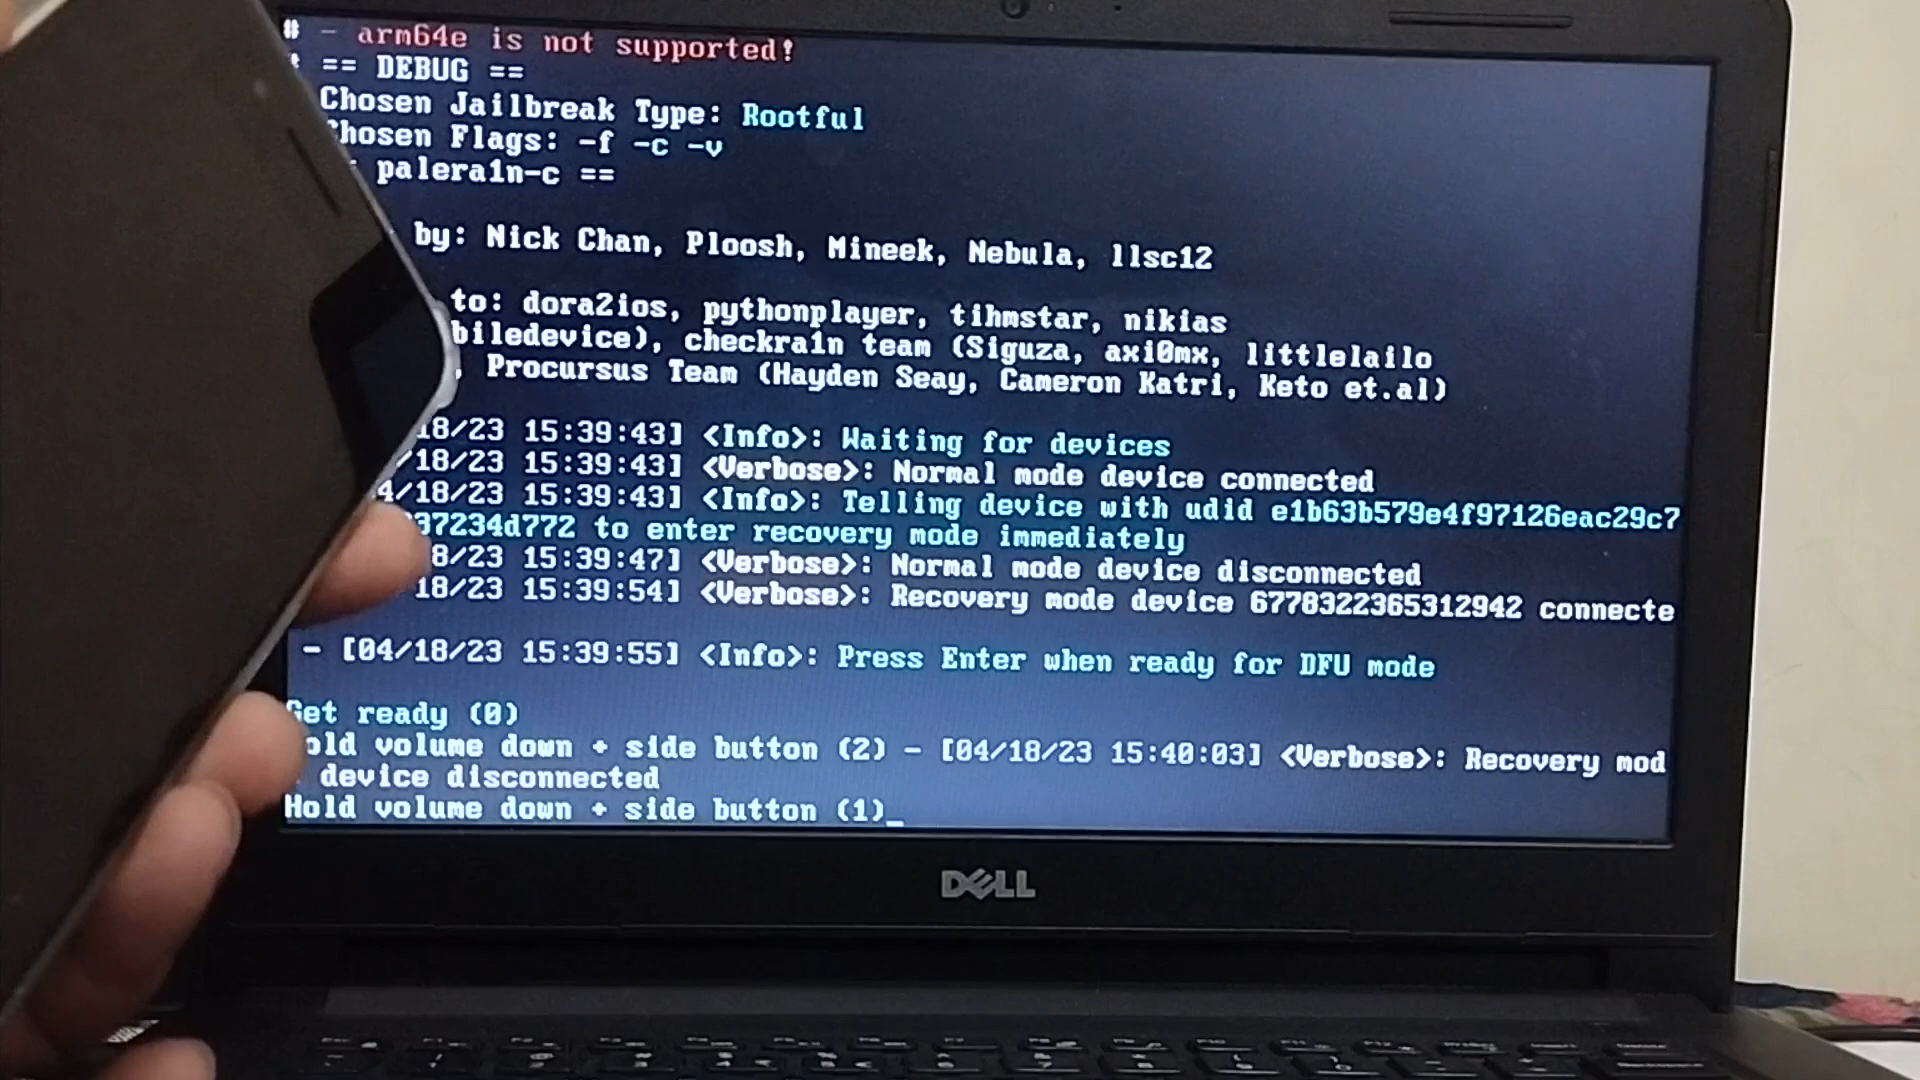 # - arm64e is not supported!
== DEBUG ==
Chosen Jailbreak Type: Rootful
Chosen Flags: -f -c -v
palera1n-c ==
by: Nick Chan, Ploosh, Mineek, Nebula, llsc12
to: dora2ios, pythonplayer, tihmstar, nikias
biledevice), checkra1n team (Siguza, axi0mx, littlelailo
, Procursus Team (Hayden Seay, Cameron Katri, Keto et.al)
18/23 15:39:43] <Info>: Waiting for devices
/18/23 15:39:43] <Verbose>: Normal mode device connected
4/18/23 15:39:43] <Info>: Telling device with udid e1b63b579e4f97126eac29c7
37234d772 to enter recovery mode immediately
18/23 15:39:47] <Verbose>: Normal mode device disconnected
18/23 15:39:54] <Verbose>: Recovery mode device 6778322365312942 connecte
- [04/18/23 15:39:55] <Info>: Press Enter when ready for DFU mode
Get ready (0)
Hold volume down + side button (2) - [04/18/23 15:40:03] <Verbose>: Recovery mod
device disconnected
Hold volume down + side button (1)_
DELL